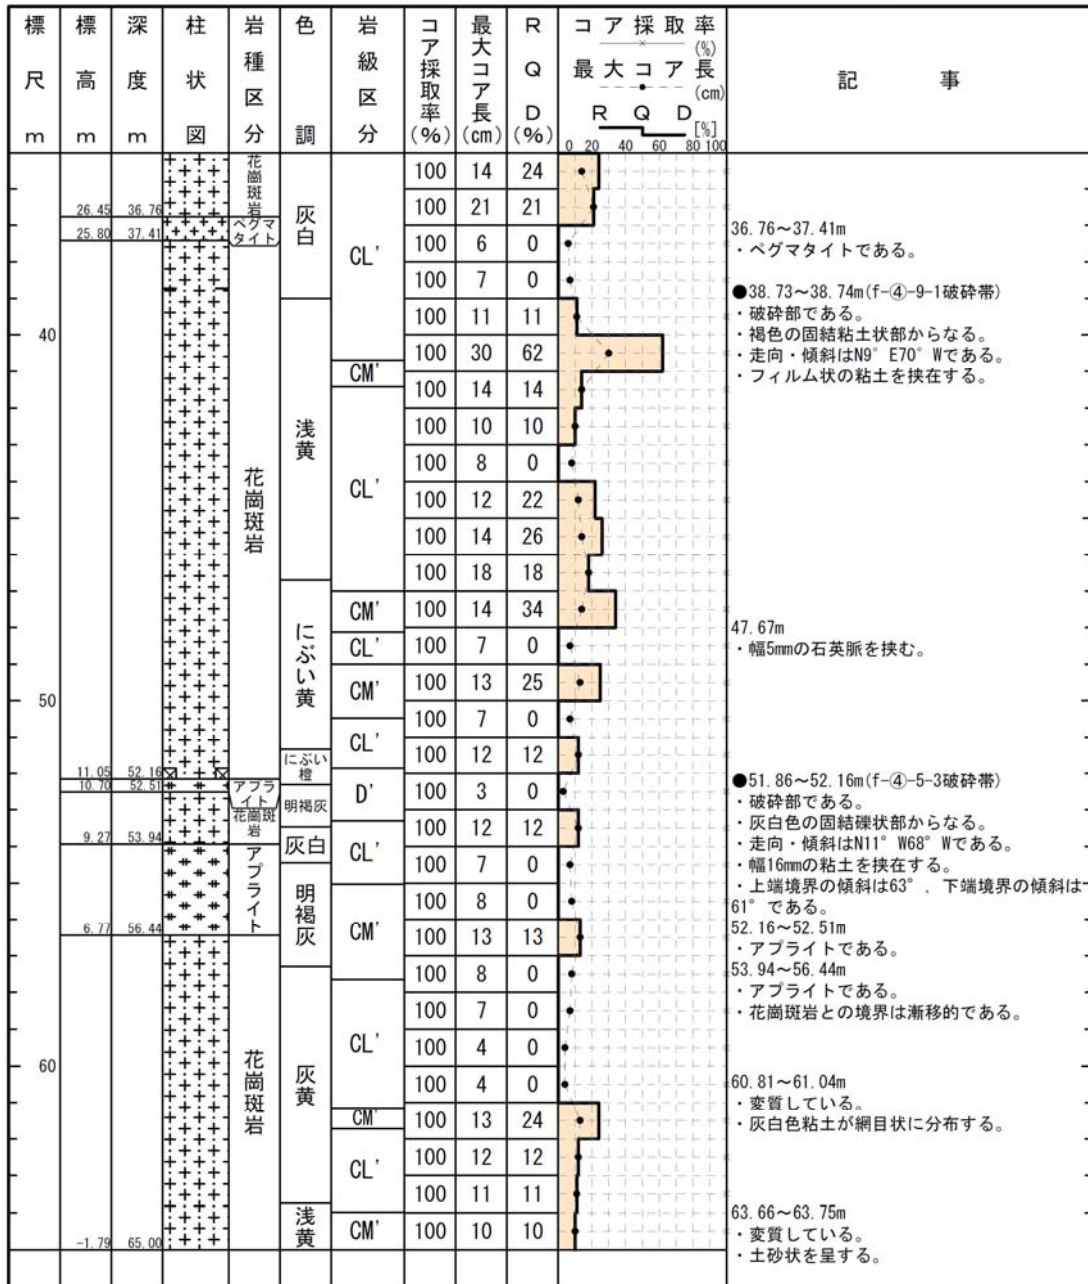 標尺m
標高m
深度m
柱状図
岩種区分
色調
岩級区分
コア採取率(%)
最大コア長(cm)
RQD(%)
コア採取率(%)
最大コア長(cm)
RQD[%]
0 20 40 60 80 100
記事
花崗斑岩
灰白
CL'
100 14 24
100 21 21
26.45 36.76
ペグマタイト
25.80 37.41
100 6 0
100 7 0
36.76～37.41m
・ペグマタイトである。
●38.73～38.74m(f-④-9-1破砕帯)
・破砕部である。
・褐色の固結粘土状部からなる。
・走向・傾斜はN9°E70°Wである。
・フィルム状の粘土を挟在する。
花崗斑岩
浅黄
100 11 11
40
100 30 62
CM'
100 14 14
100 10 10
100 8 0
CL'
100 12 22
100 14 26
100 18 18
にぶい黄
CM'
100 14 34
47.67m
・幅5mmの石英脈を挟む。
CL'
100 7 0
CM'
100 13 25
50
100 7 0
CL'
100 12 12
にぶい橙
11.05 52.16
10.70 52.51
アプライト
D'
100 3 0
明褐灰
花崗斑岩
●51.86～52.16m(f-④-5-3破砕帯)
・破砕部である。
・灰白色の固結礫状部からなる。
・走向・傾斜はN11°W68°Wである。
・幅16mmの粘土を挟在する。
・上端境界の傾斜は63°，下端境界の傾斜は
61°である。
52.16～52.51m
・アプライトである。
53.94～56.44m
・アプライトである。
・花崗斑岩との境界は漸移的である。
100 12 12
9.27 53.94
灰白
CL'
100 7 0
アプライト
明褐灰
100 8 0
CM'
6.77 56.44
100 13 13
100 8 0
花崗斑岩
灰黄
100 7 0
CL'
100 4 0
60
100 4 0
60.81～61.04m
・変質している。
・灰白色粘土が網目状に分布する。
CM'
100 13 24
100 12 12
CL'
100 11 11
浅黄
CM'
100 10 10
-1.79 65.00
63.66～63.75m
・変質している。
・土砂状を呈する。